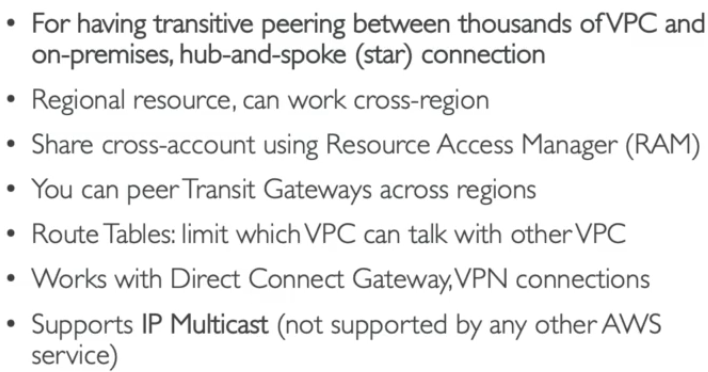 • For having transitive peering between thousands of VPC and
on-premises, hub-and-spoke (star) connection
• Regional resource, can work cross-region
• Share cross-account using Resource Access Manager (RAM)
• You can peer Transit Gateways across regions
• Route Tables: limit which VPC can talk with other VPC
• Works with Direct Connect Gateway, VPN connections
• Supports IP Multicast (not supported by any other AWS
service)